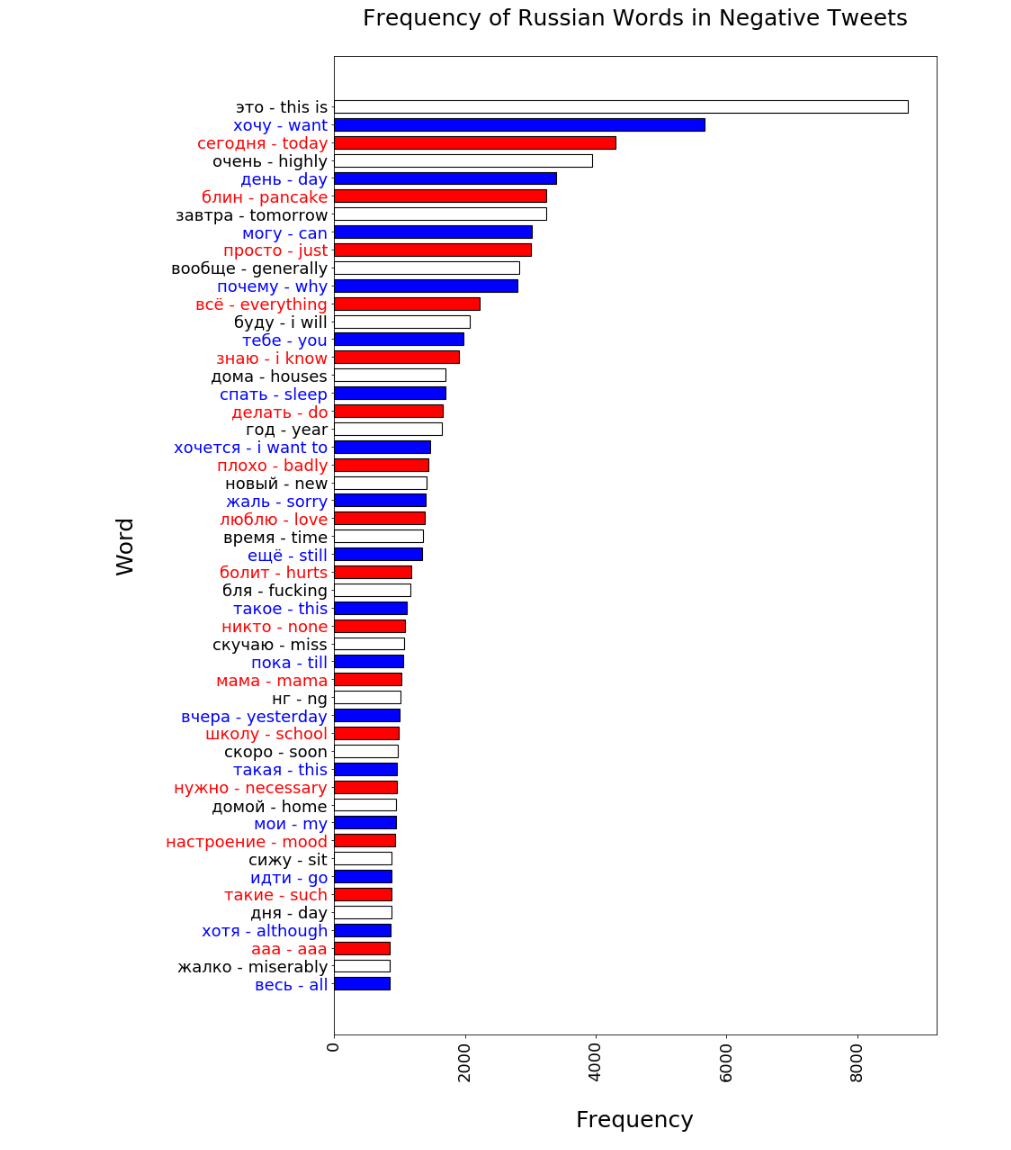 Frequency of Russian Words in Negative Tweets
это - this is
хочу - want
сегодня - today
очень - highly
день - day
блин - pancake
завтра - tomorrow
могу - can
просто - just
вообще - generally
почему - why
всё - everything
буду - i will
тебе - you
знаю - i know
дома - houses
спать - sleep
делать - do
год - year
хочется - i want to
плохо - badly
новый - new
жаль - sorry
люблю - love
время - time
ещё - still
болит - hurts
бля - fucking
такое - this
никто - none
скучаю - miss
пока - till
мама - mama
нг - ng
вчера - yesterday
школу - school
скоро - soon
такая - this
нужно - necessary
домой - home
мои - my
настроение - mood
сижу - sit
идти - go
такие - such
дня - day
хотя - although
ааа - aaa
жалко - miserably
весь - all
Word
0
2000
4000
6000
8000
Frequency